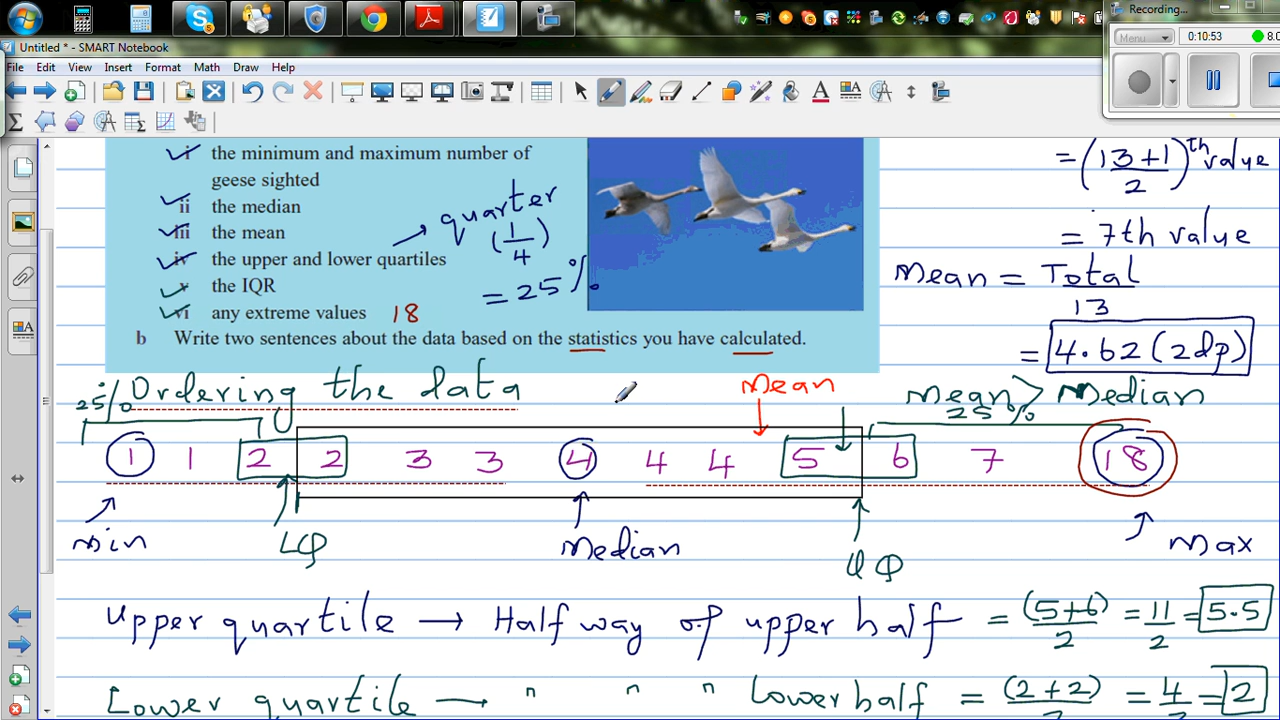 Recording...
Untitled * - SMART Notebook
Menu
0:10:53
8.0
File Edit View Insert Format Math Draw Help
i the minimum and maximum number of
geese sighted
ii the median
iii the mean
iv the upper and lower quartiles
v the IQR
vi any extreme values 18
b Write two sentences about the data based on the statistics you have calculated.
quarter
(1/4)
= 25%
= (13+1/2)th value
= 7th value
Mean = Total/13
= 4.62 (2dp)
25% Ordering the data
Mean
Mean > Median
25%
1 1 2 2 3 3 4 4 4 5 6 7 18
Min LQ Median UQ Max
Upper quartile → Half way of upper half = (5+6)/2 = 11/2 = 5.5
Lower quartile → " " " Lower half = (2+2)/2 = 4/2 = 2